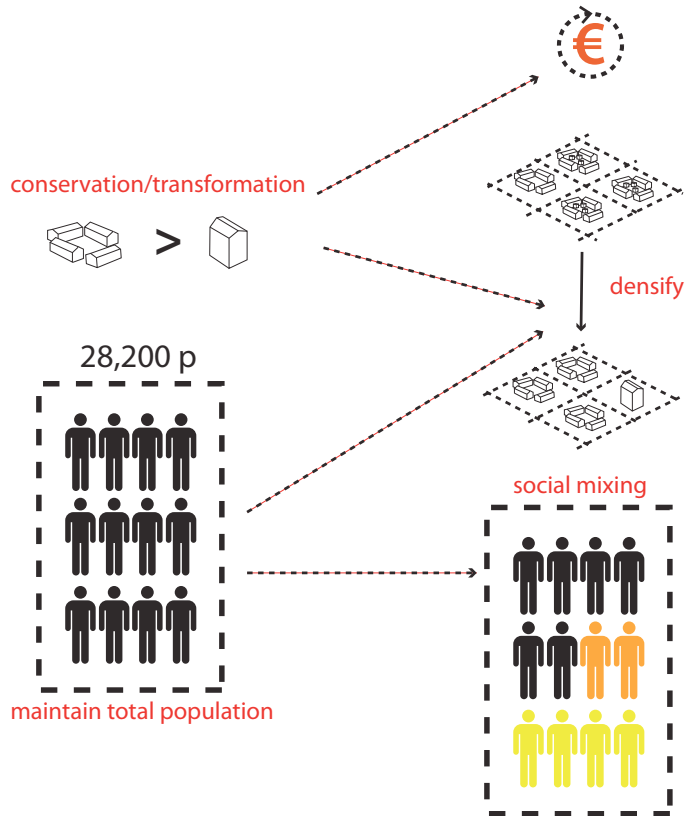 €
conservation/transformation
>
densify
28,200 p
social mixing
maintain total population